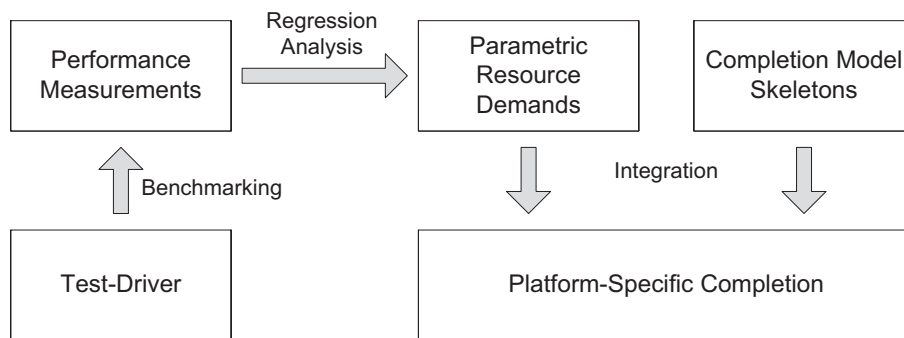 Performance
Measurements
Regression
Analysis
Parametric
Resource
Demands
Completion Model
Skeletons
Benchmarking
Integration
Test-Driver
Platform-Specific Completion